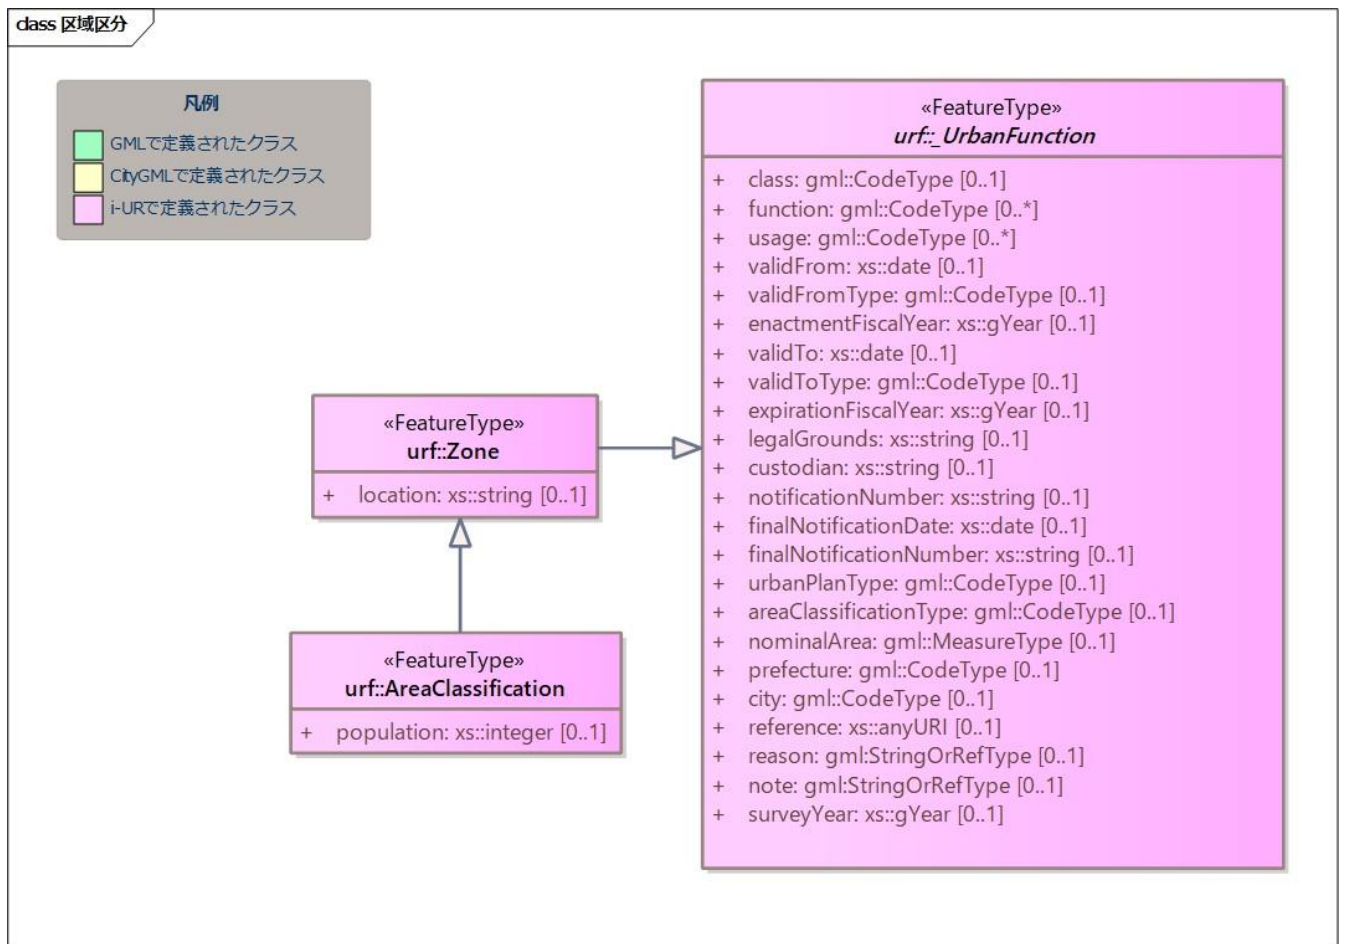 class 区域区分
凡例
GMLで定義されたクラス
CityGMLで定義されたクラス
i-URで定義されたクラス
«FeatureType»
urf::_UrbanFunction
+ class: gml::CodeType [0..1]
+ function: gml::CodeType [0..*]
+ usage: gml::CodeType [0..*]
+ validFrom: xs::date [0..1]
+ validFromType: gml::CodeType [0..1]
+ enactmentFiscalYear: xs::gYear [0..1]
+ validTo: xs::date [0..1]
+ validToType: gml::CodeType [0..1]
+ expirationFiscalYear: xs::gYear [0..1]
+ legalGrounds: xs::string [0..1]
+ custodian: xs::string [0..1]
+ notificationNumber: xs::string [0..1]
+ finalNotificationDate: xs::date [0..1]
+ finalNotificationNumber: xs::string [0..1]
+ urbanPlanType: gml::CodeType [0..1]
+ areaClassificationType: gml::CodeType [0..1]
+ nominalArea: gml::MeasureType [0..1]
+ prefecture: gml::CodeType [0..1]
+ city: gml::CodeType [0..1]
+ reference: xs::anyURI [0..1]
+ reason: gml:StringOrRefType [0..1]
+ note: gml:StringOrRefType [0..1]
+ surveyYear: xs::gYear [0..1]
«FeatureType»
urf::Zone
+ location: xs::string [0..1]
«FeatureType»
urf::AreaClassification
+ population: xs::integer [0..1]